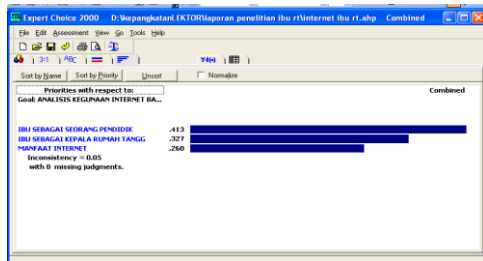 Expert Choice 2000 D:\kepangkatan\LEKTOR\laporan penelitian ibu rt\internet ibu rt.ahp Combined
File Edit Assessment View Go Tools Help
3:1 ABC Y=f(x)
Sort by Name Sort by Priority Unsort Normalize
Priorities with respect to: Combined
Goal: ANALISIS KEGUNAAN INTERNET BA...
IBU SEBAGAI SEORANG PENDIDIK .413
IBU SEBAGAI KEPALA RUMAH TANGG .327
MANFAAT INTERNET .260
Inconsistency = 0.05
with 0 missing judgments.